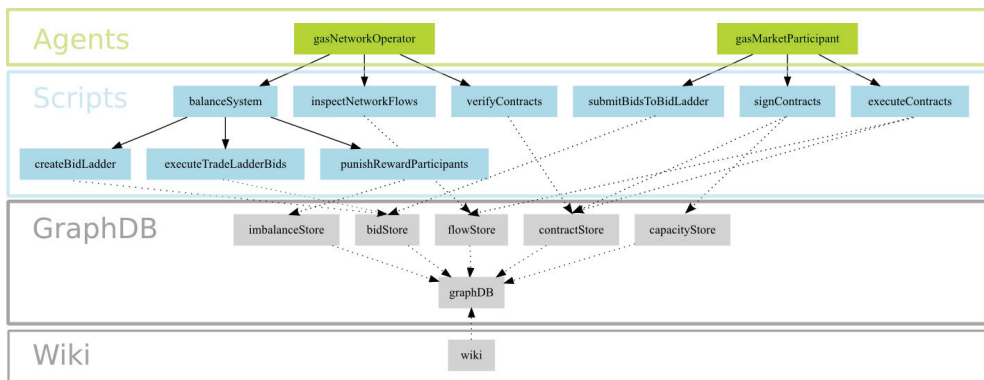 Agents
gasNetworkOperator gasMarketParticipant
Scripts
balanceSystem inspectNetworkFlows verifyContracts submitBidsToBidLadder signContracts executeContracts
createBidLadder executeTradeLadderBids punishRewardParticipants
GraphDB
imbalanceStore bidStore flowStore contractStore capacityStore
graphDB
Wiki
wiki